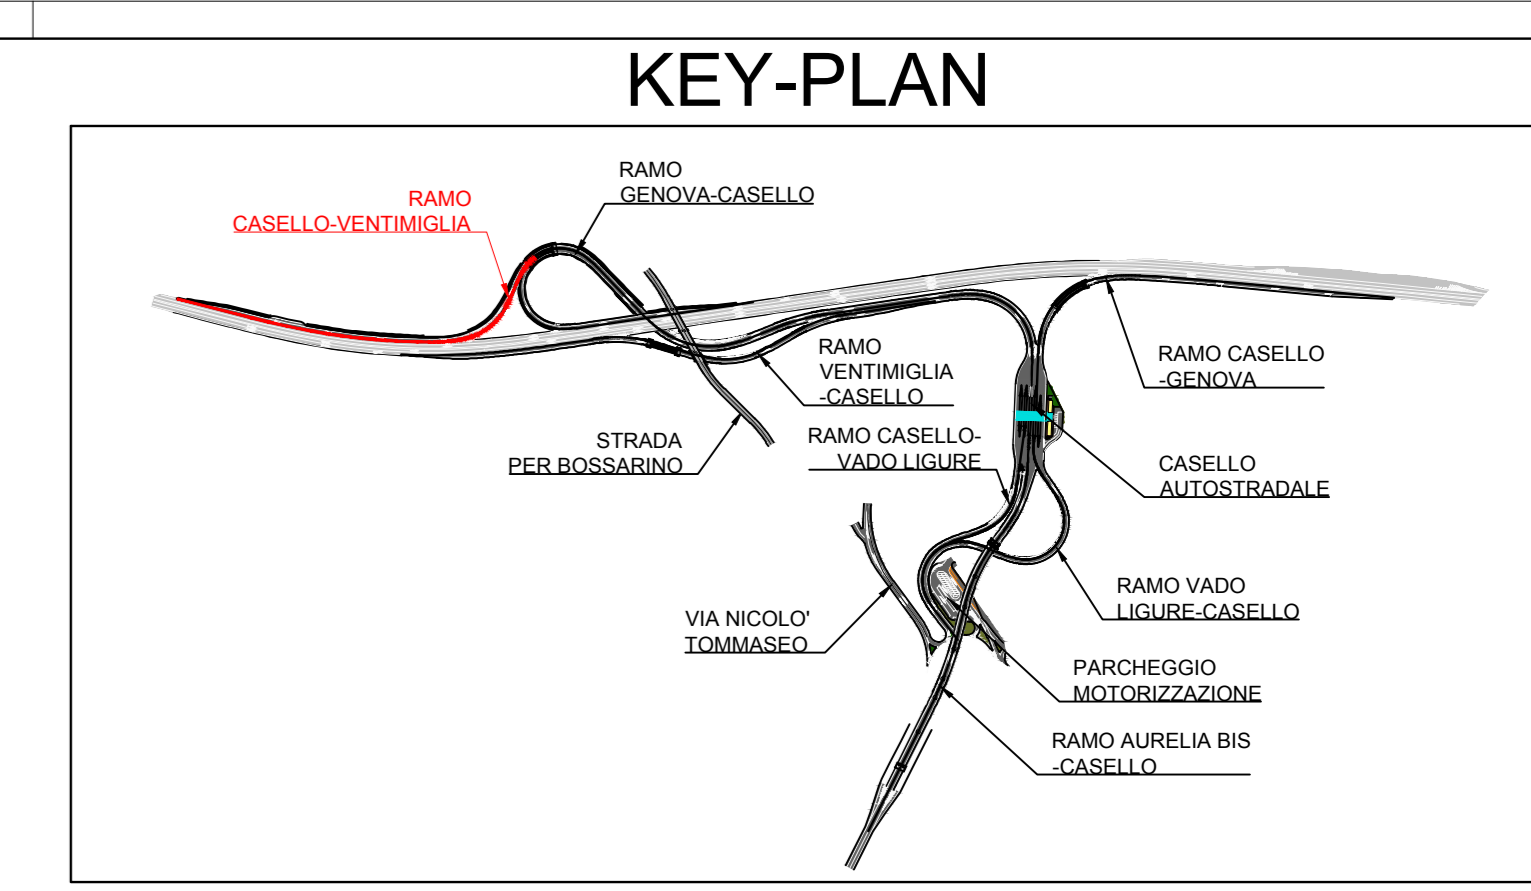 KEY-PLAN
RAMO
GENOVA-CASELLO
RAMO
CASELLO-VENTIMIGLIA
RAMO
VENTIMIGLIA
-CASELLO
RAMO CASELLO
-GENOVA
STRADA
PER BOSSARINO
RAMO CASELLO-
VADO LIGURE
CASELLO
AUTOSTRADALE
RAMO VADO
LIGURE-CASELLO
VIA NICOLO'
TOMMASEO
PARCHEGGIO
MOTORIZZAZIONE
RAMO AURELIA BIS
-CASELLO